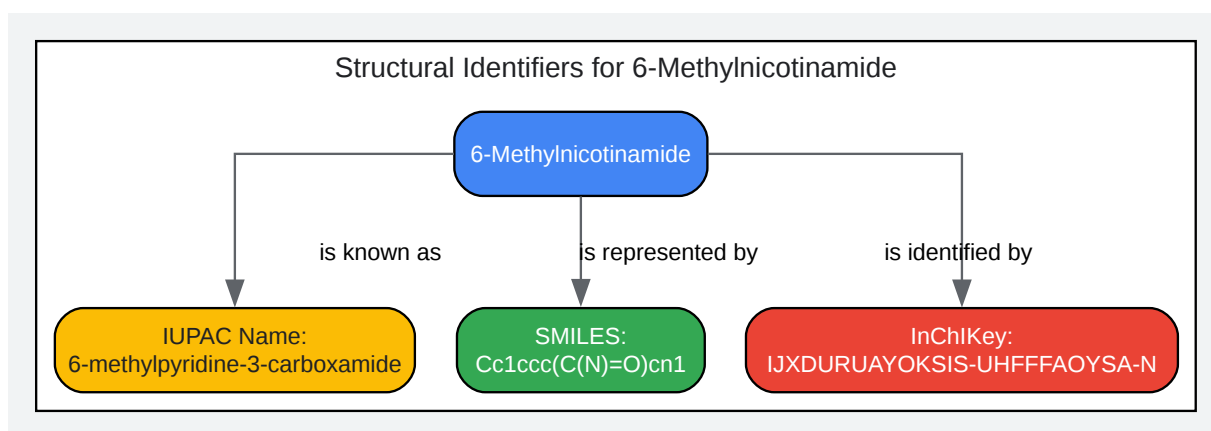 Structural Identifiers for 6-Methylnicotinamide
6-Methylnicotinamide
is known as
is represented by
is identified by
IUPAC Name:
6-methylpyridine-3-carboxamide
SMILES:
Cc1ccc(C(N)=O)cn1
InChIKey:
IJXDURUAYOKSIS-UHFFFAOYSA-N